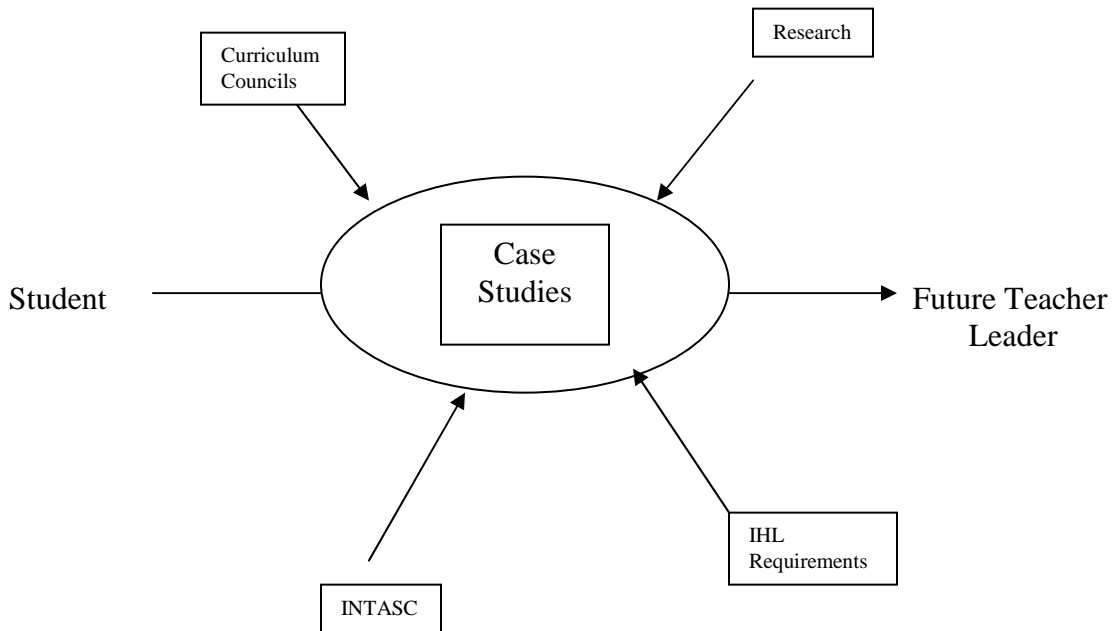 Research
Curriculum
Councils
Case
Studies
Student
Future Teacher
Leader
IHL
Requirements
INTASC